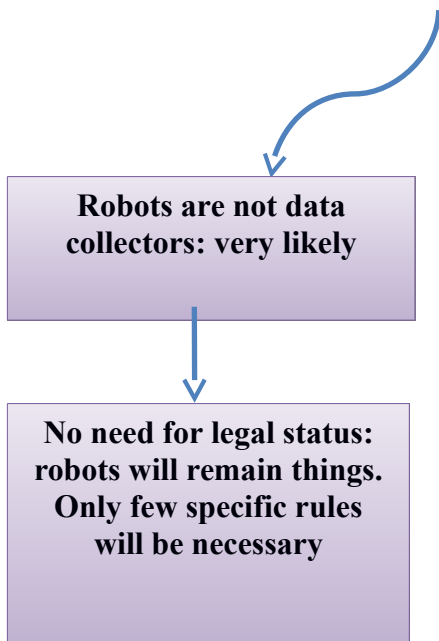 Robots are not data
collectors: very likely
No need for legal status:
robots will remain things.
Only few specific rules
will be necessary